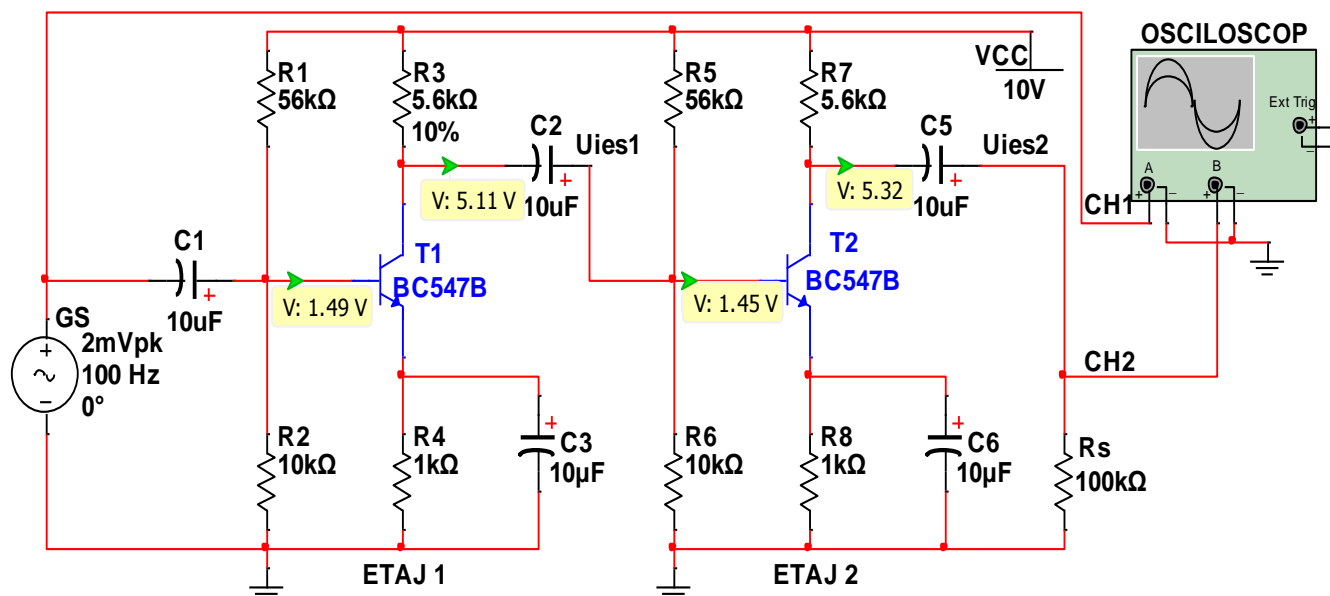 OSCILOSCOP
Ext Trig
+
−
A
B
+
−
+
−
VCC
10V
R1
56kΩ
R3
5.6kΩ
10%
R5
56kΩ
R7
5.6kΩ
C2
+
10uF
Uies1
C5
+
10uF
Uies2
V: 5.11 V
V: 5.32
CH1
C1
+
10uF
T1
BC547B
T2
BC547B
V: 1.49 V
V: 1.45 V
GS
2mVpk
100 Hz
0°
+
−
CH2
R2
10kΩ
R4
1kΩ
+
C3
10µF
R6
10kΩ
R8
1kΩ
+
C6
10µF
Rs
100kΩ
ETAJ 1
ETAJ 2